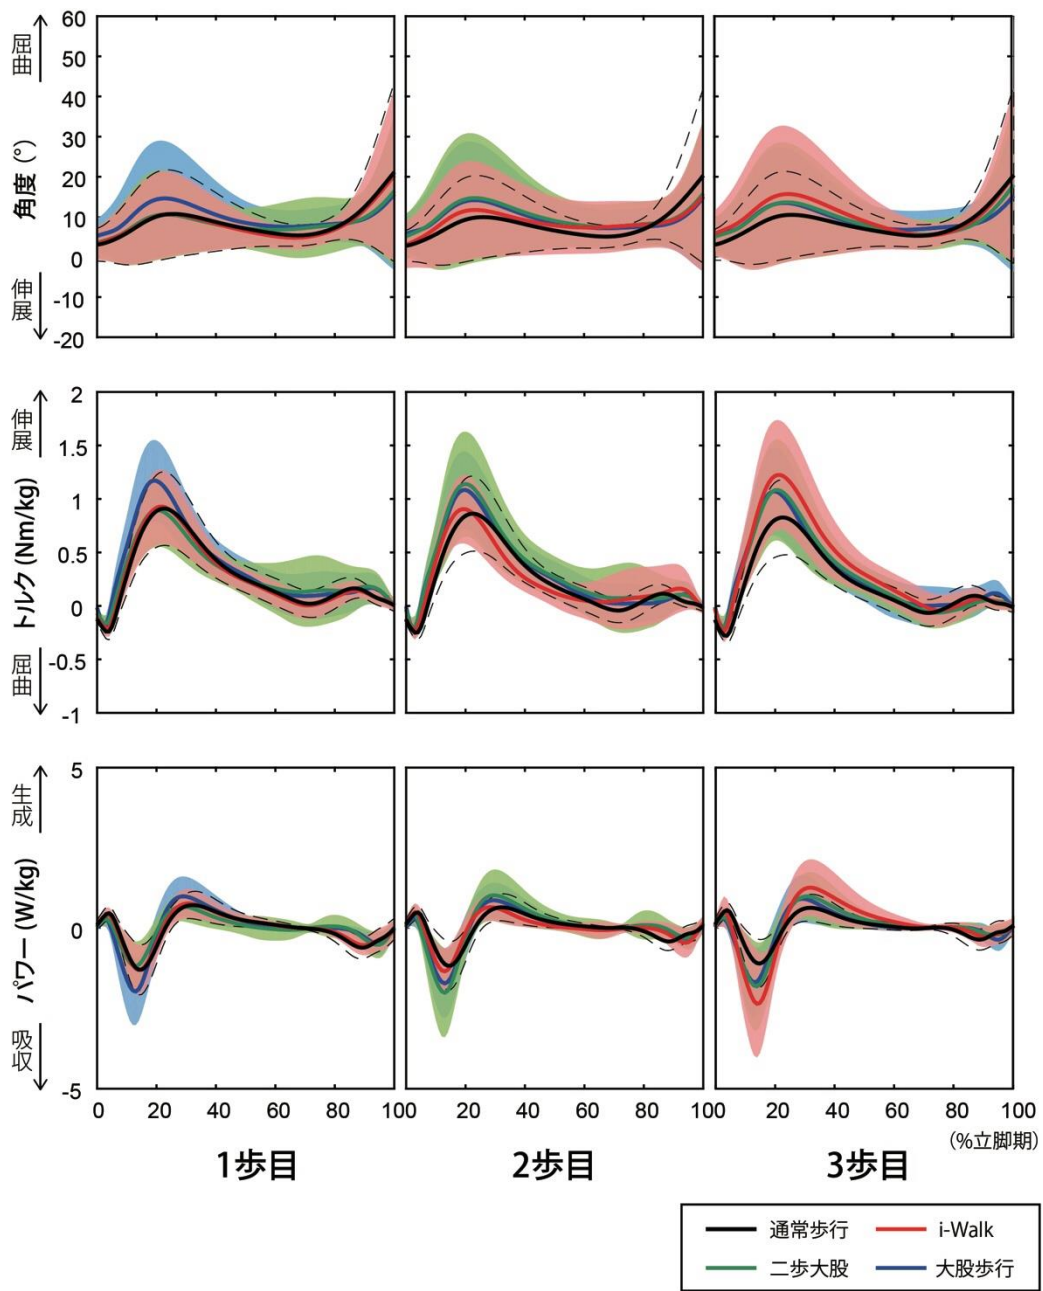 屈曲
角度 (°)
伸展
60
50
40
30
20
10
0
-10
-20
伸展
トルク (Nm/kg)
屈曲
2
1.5
1
0.5
0
-0.5
-1
生成
パワー (W/kg)
吸収
5
0
-5
0 20 40 60 80 100 20 40 60 80 100 20 40 60 80 100
(%立脚期)
1歩目 2歩目 3歩目
通常歩行 i-Walk
二歩大股 大股歩行